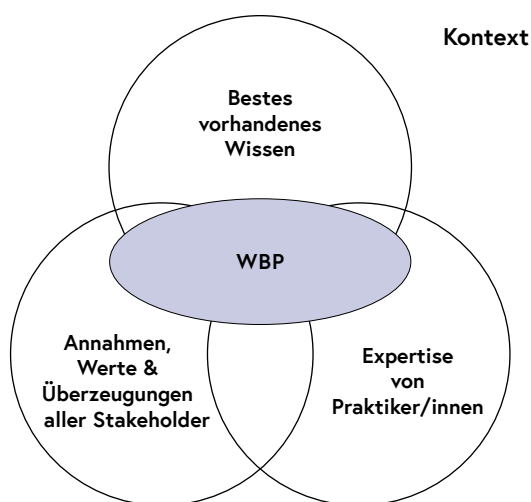 Kontext
Bestes
vorhandenes
Wissen
WBP
Annahmen,
Werte &
Überzeugungen
aller Stakeholder
Expertise
von
Praktiker/innen